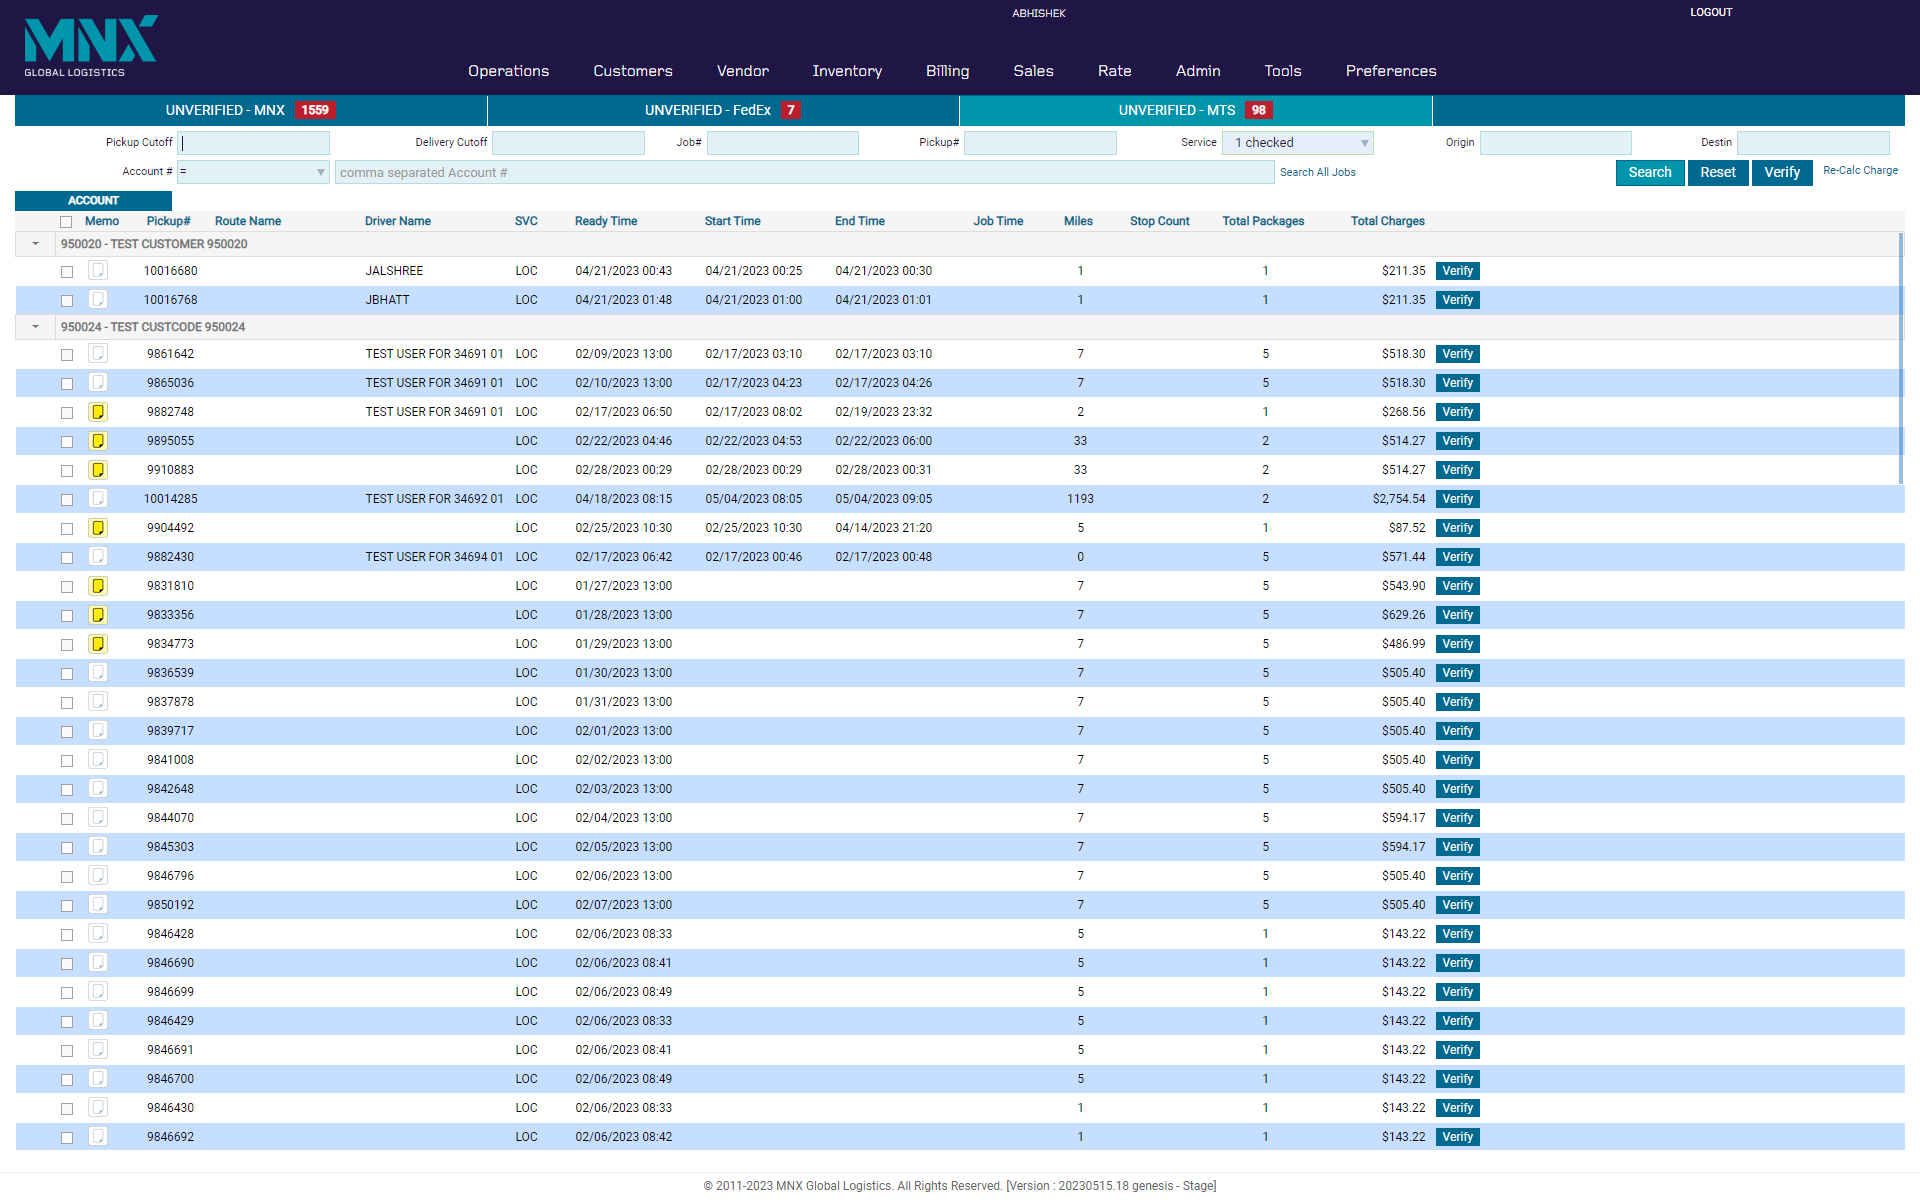 MNX
GLOBAL LOGISTICS
ABHISHEK
LOGOUT
Operations Customers Vendor Inventory Billing Sales Rate Admin Tools Preferences
UNVERIFIED - MNX 1559 UNVERIFIED - FedEx 7 UNVERIFIED - MTS 98
Pickup Cutoff Delivery Cutoff Job# Pickup# Service 1 checked Origin Destin
Account # = comma separated Account # Search All Jobs Search Reset Verify Re-Calc Charge
ACCOUNT
Memo Pickup# Route Name Driver Name SVC Ready Time Start Time End Time Job Time Miles Stop Count Total Packages Total Charges
950020 - TEST CUSTOMER 950020
10016680 JALSHREE LOC 04/21/2023 00:43 04/21/2023 00:25 04/21/2023 00:30 1 1 $211.35 Verify
10016768 JBHATT LOC 04/21/2023 01:48 04/21/2023 01:00 04/21/2023 01:01 1 1 $211.35 Verify
950024 - TEST CUSTCODE 950024
9861642 TEST USER FOR 34691 01 LOC 02/09/2023 13:00 02/17/2023 03:10 02/17/2023 03:10 7 5 $518.30 Verify
9865036 TEST USER FOR 34691 01 LOC 02/10/2023 13:00 02/17/2023 04:23 02/17/2023 04:26 7 5 $518.30 Verify
9882748 TEST USER FOR 34691 01 LOC 02/17/2023 06:50 02/17/2023 08:02 02/19/2023 23:32 2 1 $268.56 Verify
9895055 LOC 02/22/2023 04:46 02/22/2023 04:53 02/22/2023 06:00 33 2 $514.27 Verify
9910883 LOC 02/28/2023 00:29 02/28/2023 00:29 02/28/2023 00:31 33 2 $514.27 Verify
10014285 TEST USER FOR 34692 01 LOC 04/18/2023 08:15 05/04/2023 08:05 05/04/2023 09:05 1193 2 $2,754.54 Verify
9904492 LOC 02/25/2023 10:30 02/25/2023 10:30 04/14/2023 21:20 5 1 $87.52 Verify
9882430 TEST USER FOR 34694 01 LOC 02/17/2023 06:42 02/17/2023 00:46 02/17/2023 00:48 0 5 $571.44 Verify
9831810 LOC 01/27/2023 13:00 7 5 $543.90 Verify
9833356 LOC 01/28/2023 13:00 7 5 $629.26 Verify
9834773 LOC 01/29/2023 13:00 7 5 $486.99 Verify
9836539 LOC 01/30/2023 13:00 7 5 $505.40 Verify
9837878 LOC 01/31/2023 13:00 7 5 $505.40 Verify
9839717 LOC 02/01/2023 13:00 7 5 $505.40 Verify
9841008 LOC 02/02/2023 13:00 7 5 $505.40 Verify
9842648 LOC 02/03/2023 13:00 7 5 $505.40 Verify
9844070 LOC 02/04/2023 13:00 7 5 $594.17 Verify
9845303 LOC 02/05/2023 13:00 7 5 $594.17 Verify
9846796 LOC 02/06/2023 13:00 7 5 $505.40 Verify
9850192 LOC 02/07/2023 13:00 7 5 $505.40 Verify
9846428 LOC 02/06/2023 08:33 5 1 $143.22 Verify
9846690 LOC 02/06/2023 08:41 5 1 $143.22 Verify
9846699 LOC 02/06/2023 08:49 5 1 $143.22 Verify
9846429 LOC 02/06/2023 08:33 5 1 $143.22 Verify
9846691 LOC 02/06/2023 08:41 5 1 $143.22 Verify
9846700 LOC 02/06/2023 08:49 5 1 $143.22 Verify
9846430 LOC 02/06/2023 08:33 1 1 $143.22 Verify
9846692 LOC 02/06/2023 08:42 1 1 $143.22 Verify
© 2011-2023 MNX Global Logistics. All Rights Reserved. [Version : 20230515.18 genesis - Stage]